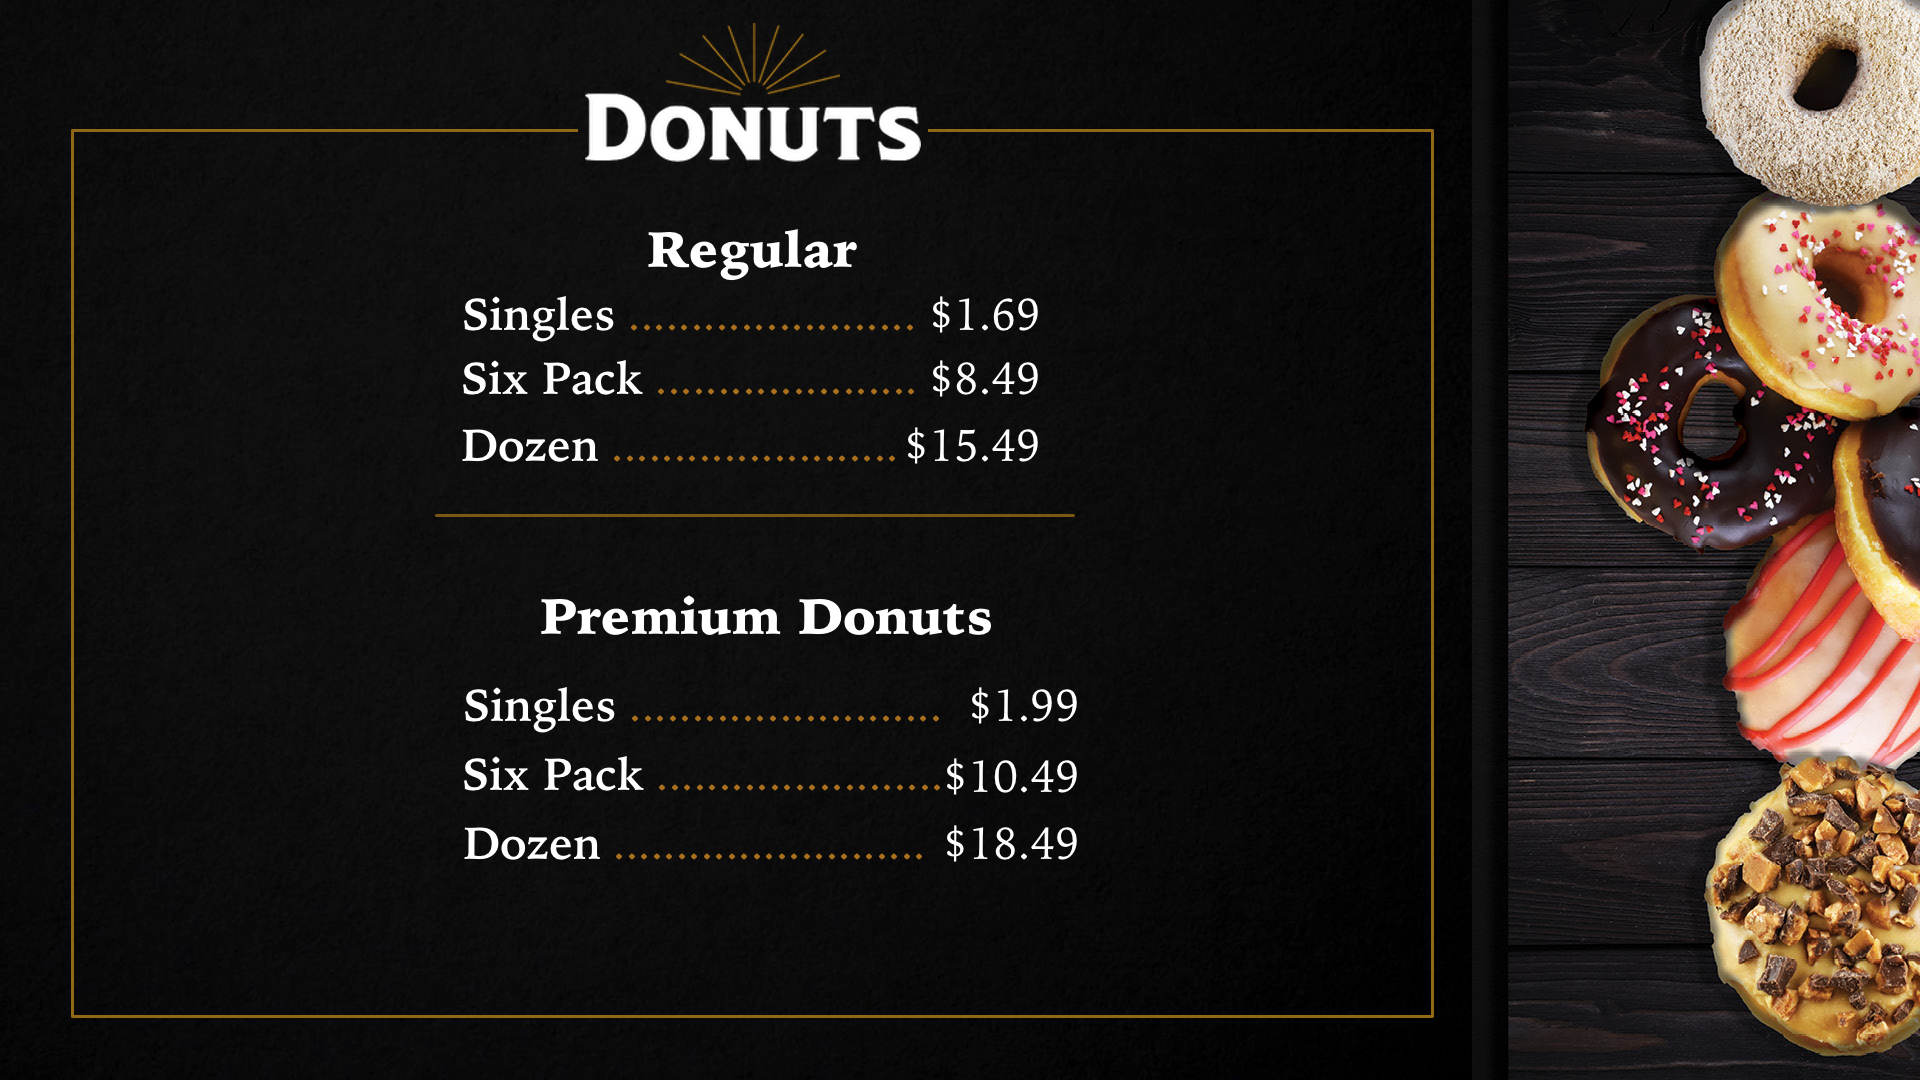 DONUTS
Regular
Singles ....................... $1.69
Six Pack ..................... $8.49
Dozen ....................... $15.49
Premium Donuts
Singles ......................... $1.99
Six Pack .......................$10.49
Dozen ......................... $18.49